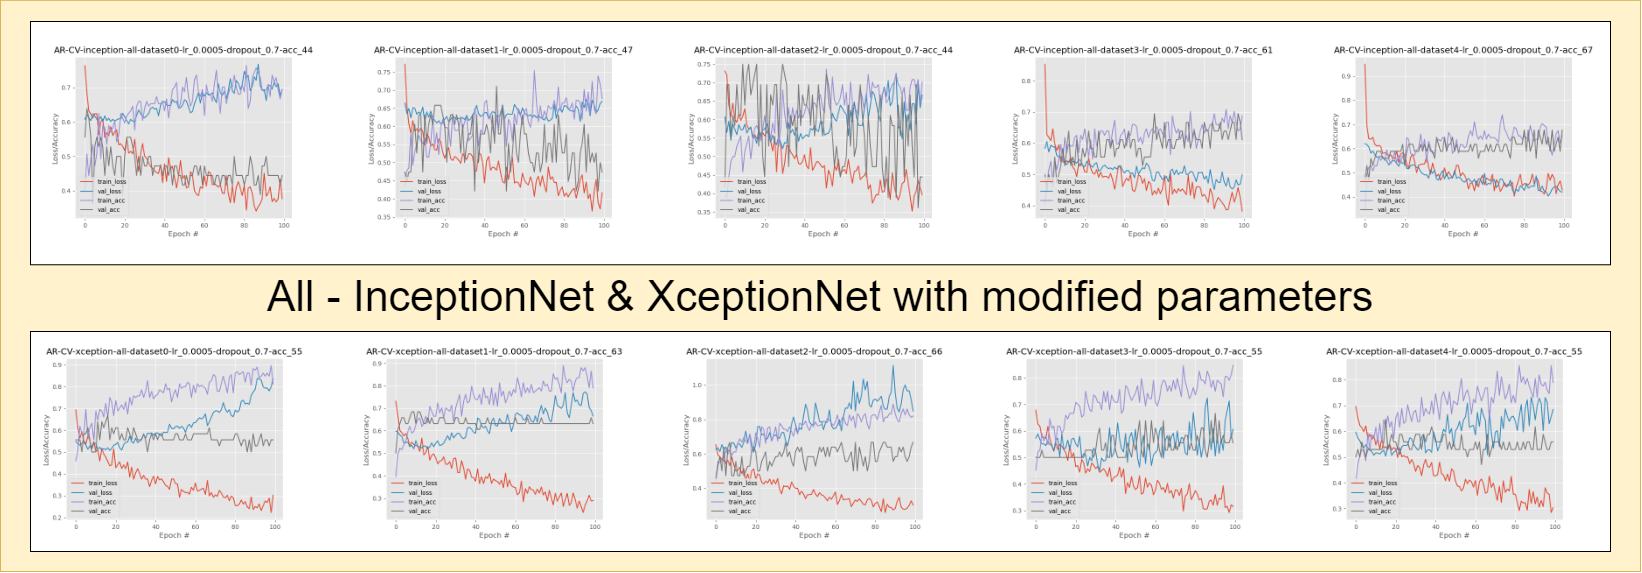 AR-CV-inception-all-dataset0-lr_0.0005-dropout_0.7-acc_44
0.7
0.6
0.5
0.4
Loss/Accuracy
train_loss
val_loss
train_acc
val_acc
0 20 40 60 80 100
Epoch #
AR-CV-inception-all-dataset1-lr_0.0005-dropout_0.7-acc_47
0.75
0.70
0.65
0.60
0.55
0.50
0.45
0.40
0.35
Loss/Accuracy
train_loss
val_loss
train_acc
val_acc
0 20 40 60 80 100
Epoch #
AR-CV-inception-all-dataset2-lr_0.0005-dropout_0.7-acc_44
0.75
0.70
0.65
0.60
0.55
0.50
0.45
0.40
0.35
Loss/Accuracy
train_loss
val_loss
train_acc
val_acc
0 20 40 60 80 100
Epoch #
AR-CV-inception-all-dataset3-lr_0.0005-dropout_0.7-acc_61
0.8
0.7
0.6
0.5
0.4
Loss/Accuracy
train_loss
val_loss
train_acc
val_acc
0 20 40 60 80 100
Epoch #
AR-CV-inception-all-dataset4-lr_0.0005-dropout_0.7-acc_67
0.9
0.8
0.7
0.6
0.5
0.4
Loss/Accuracy
train_loss
val_loss
train_acc
val_acc
0 20 40 60 80 100
Epoch #
All - InceptionNet & XceptionNet with modified parameters
AR-CV-xception-all-dataset0-lr_0.0005-dropout_0.7-acc_55
0.9
0.8
0.7
0.6
0.5
0.4
0.3
0.2
Loss/Accuracy
train_loss
val_loss
train_acc
val_acc
0 20 40 60 80 100
Epoch #
AR-CV-xception-all-dataset1-lr_0.0005-dropout_0.7-acc_63
0.9
0.8
0.7
0.6
0.5
0.4
0.3
Loss/Accuracy
train_loss
val_loss
train_acc
val_acc
0 20 40 60 80 100
Epoch #
AR-CV-xception-all-dataset2-lr_0.0005-dropout_0.7-acc_66
1.0
0.8
0.6
0.4
Loss/Accuracy
train_loss
val_loss
train_acc
val_acc
0 20 40 60 80 100
Epoch #
AR-CV-xception-all-dataset3-lr_0.0005-dropout_0.7-acc_55
0.8
0.7
0.6
0.5
0.4
0.3
Loss/Accuracy
train_loss
val_loss
train_acc
val_acc
0 20 40 60 80 100
Epoch #
AR-CV-xception-all-dataset4-lr_0.0005-dropout_0.7-acc_55
0.8
0.7
0.6
0.5
0.4
0.3
Loss/Accuracy
train_loss
val_loss
train_acc
val_acc
0 20 40 60 80 100
Epoch #